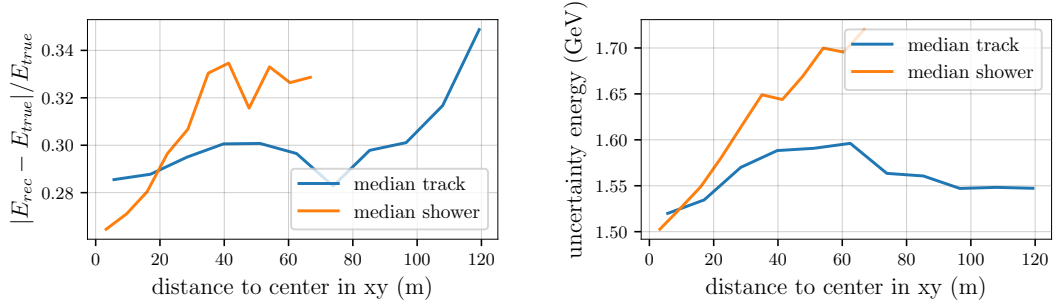 |E_rec − E_true|/E_true
0.34
0.32
0.30
0.28
0
20
40
60
80
100
120
distance to center in xy (m)
median track
median shower
uncertainty energy (GeV)
1.70
1.65
1.60
1.55
1.50
0
20
40
60
80
100
120
distance to center in xy (m)
median track
median shower